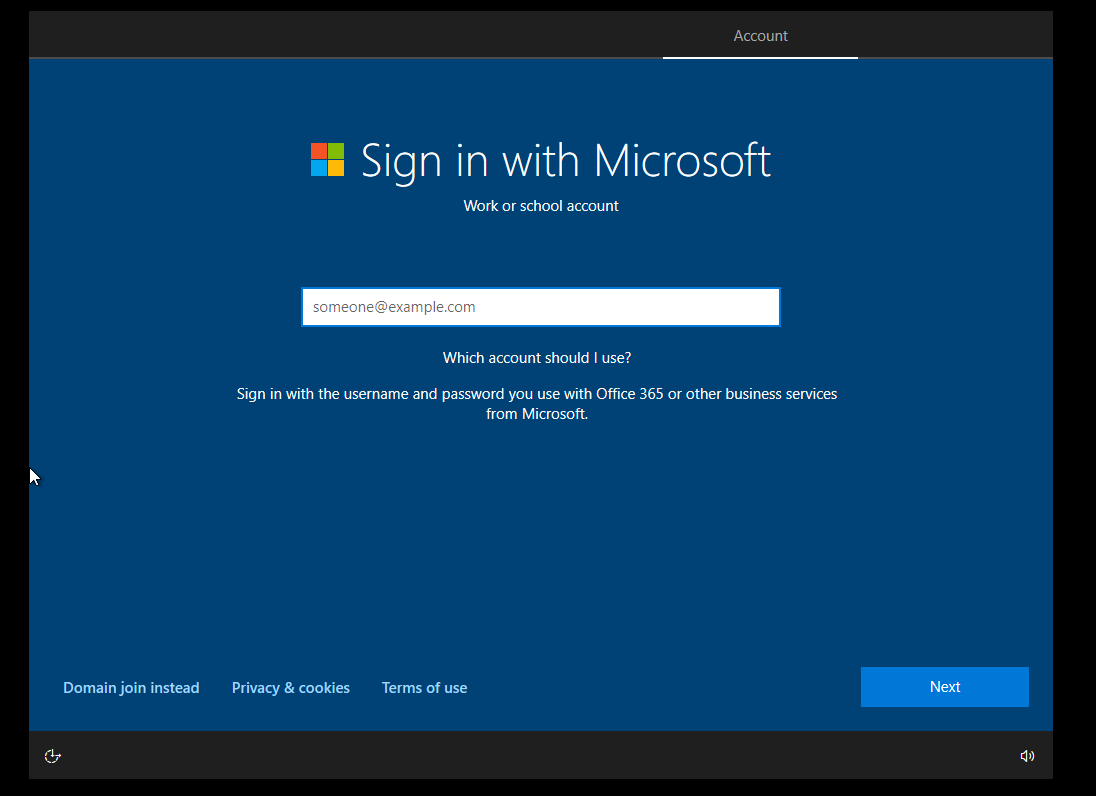 Account
Sign in with Microsoft
Work or school account
someone@example.com
Which account should I use?
Sign in with the username and password you use with Office 365 or other business services
from Microsoft.
Domain join instead
Privacy & cookies
Terms of use
Next